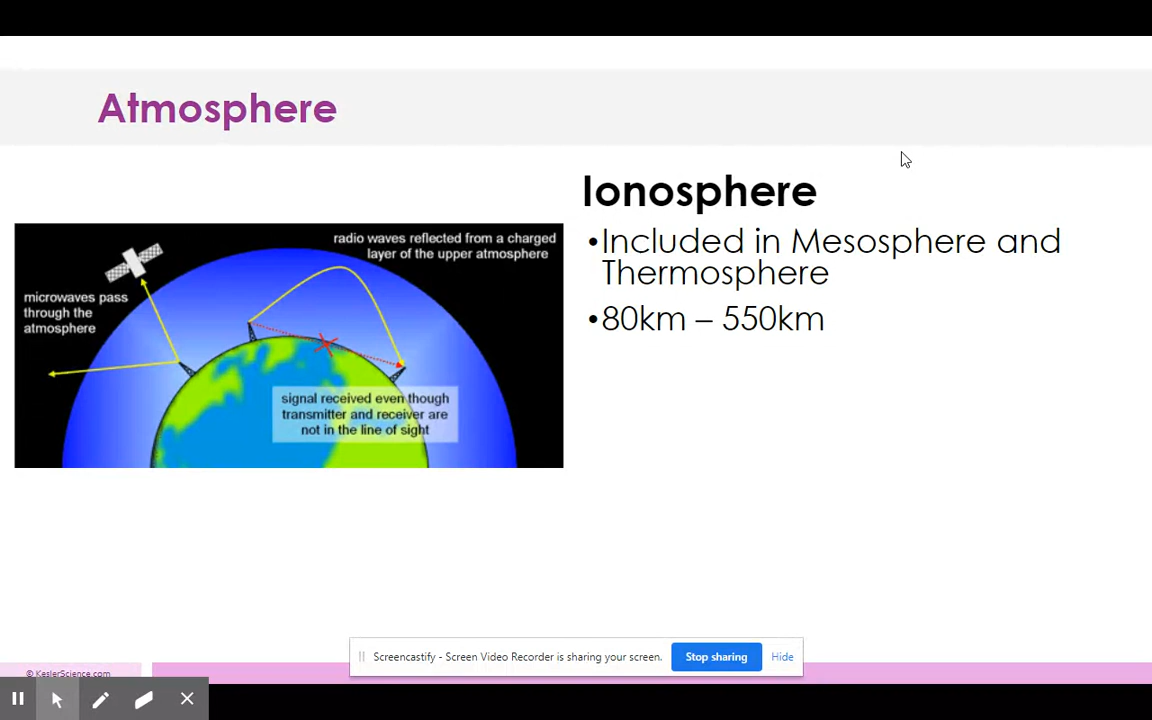 Atmosphere
Ionosphere
•Included in Mesosphere and
Thermosphere
•80km – 550km
radio waves reflected from a charged
layer of the upper atmosphere
microwaves pass
through the
atmosphere
signal received even though
transmitter and receiver are
not in the line of sight
Screencastify - Screen Video Recorder is sharing your screen.
Stop sharing
Hide
© KeslerScience.com